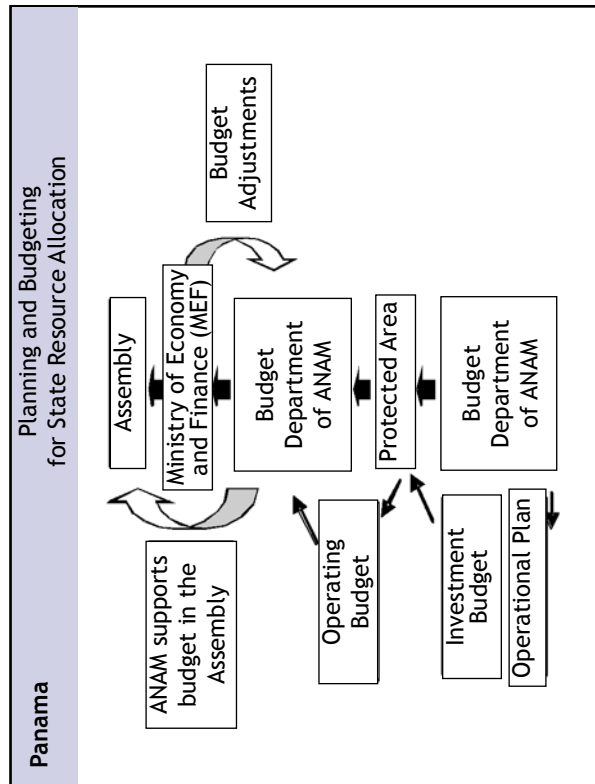 Panama
Planning and Budgeting
for State Resource Allocation
Assembly
Ministry of Economy
and Finance (MEF)
Budget
Adjustments
ANAM supports
budget in the
Assembly
Budget
Department
of ANAM
Operating
Budget
Protected Area
Investment
Budget
Budget
Department
of ANAM
Operational Plan